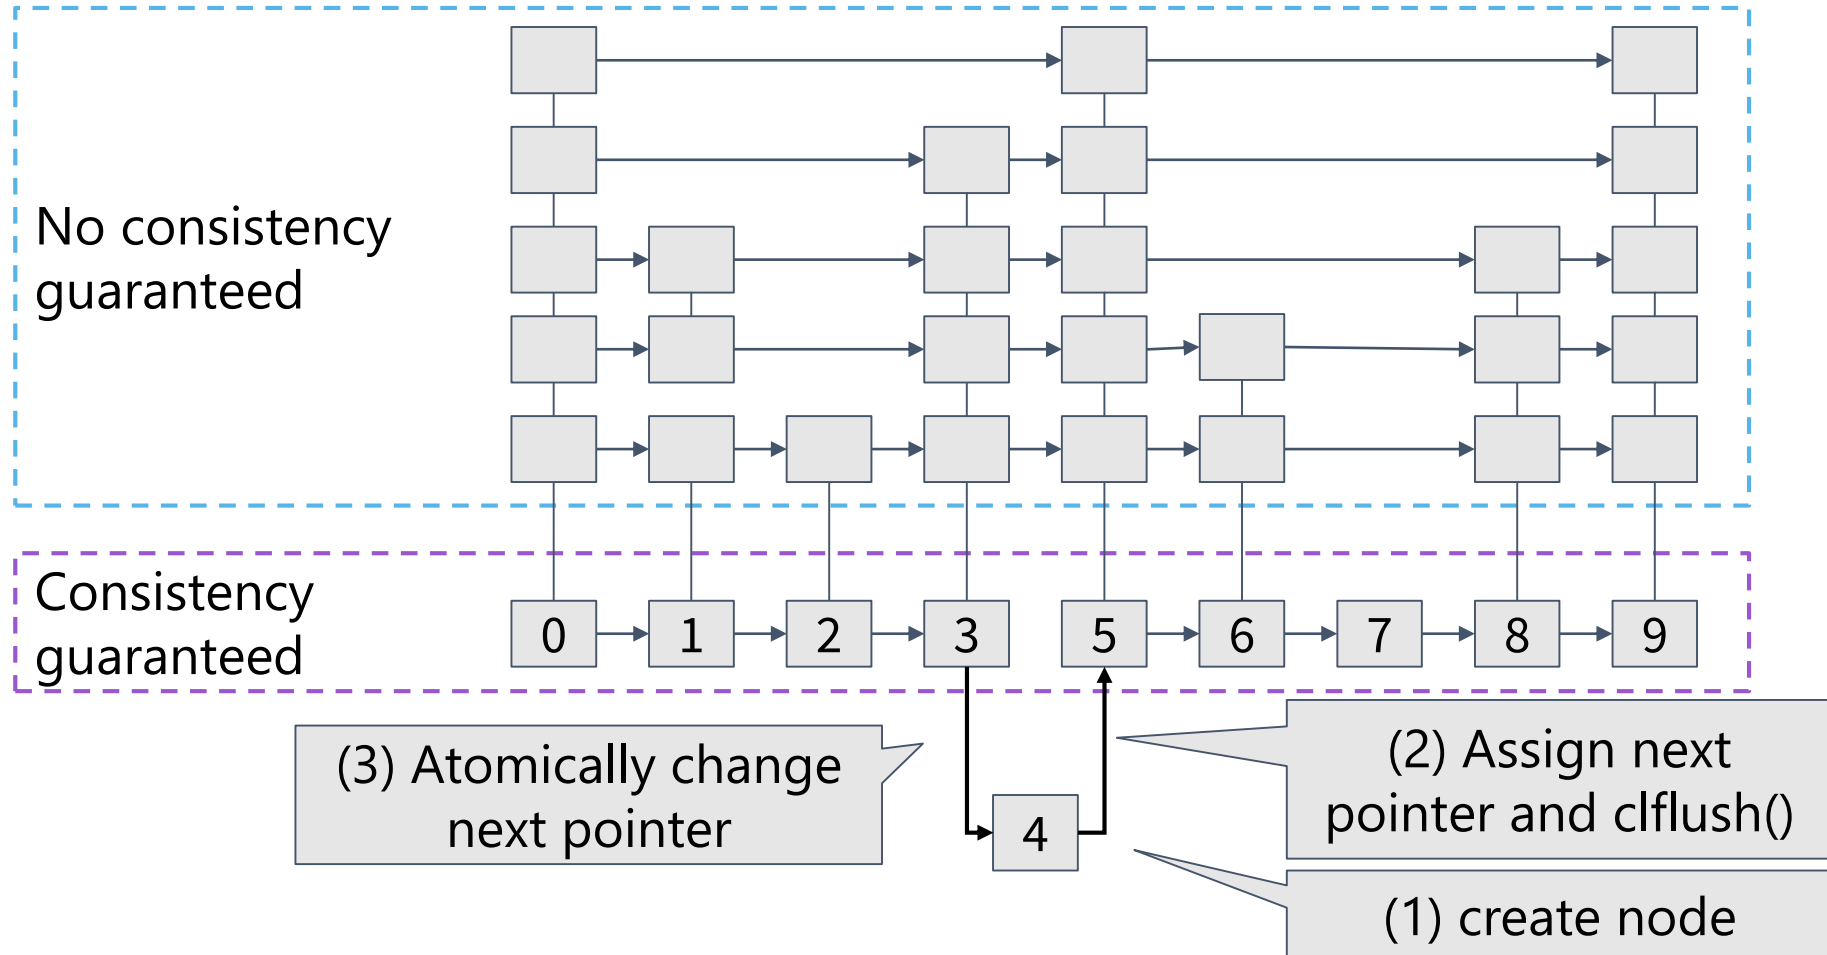 No consistency
guaranteed
Consistency
guaranteed
0 1 2 3 5 6 7 8 9
(3) Atomically change
next pointer
4
(2) Assign next
pointer and clflush()
(1) create node